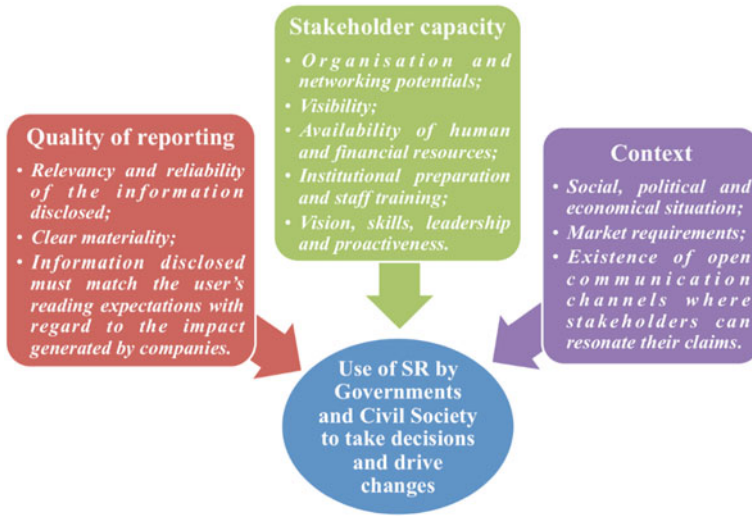 Stakeholder capacity
• Organisation and
networking potentials;
• Visibility;
• Availability of human
and financial resources;
• Institutional preparation
and staff training;
• Vision, skills, leadership
and proactiveness.
Quality of reporting
• Relevancy and reliability
of the information
disclosed;
• Clear materiality;
• Information disclosed
must match the user's
reading expectations with
regard to the impact
generated by companies.
Context
• Social, political and
economical situation;
• Market requirements;
• Existence of open
communication
channels where
stakeholders can
resonate their claims.
Use of SR by
Governments
and Civil Society
to take decisions
and drive
changes